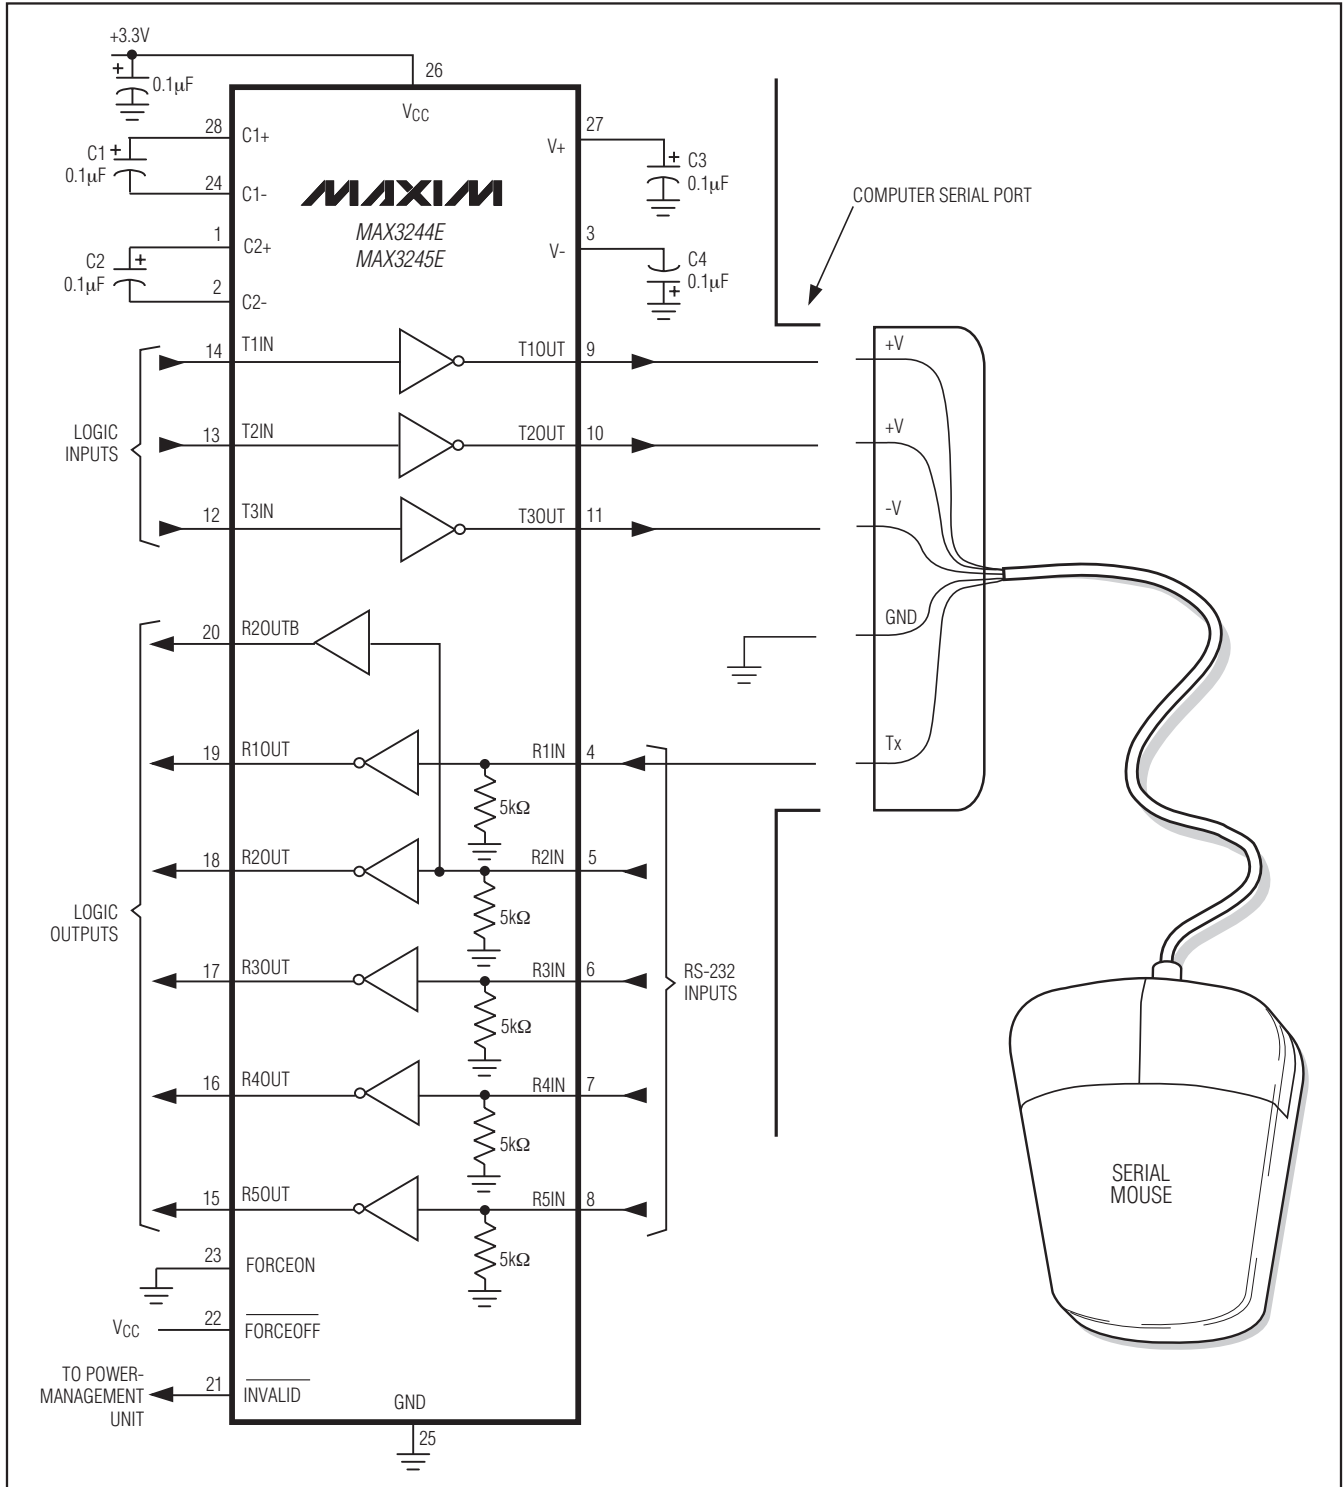 +3.3V
26
0.1μF
VCC
28
C1+
27
V+
C1
0.1μF
C3
0.1μF
24
C1-
MAXIM
COMPUTER SERIAL PORT
MAX3244E
MAX3245E
1
C2+
3
V-
C2
0.1μF
C4
0.1μF
2
C2-
+V
14
T1IN
T1OUT
9
+V
LOGIC
INPUTS
13
T2IN
T2OUT
10
-V
12
T3IN
T3OUT
11
GND
20
R2OUTB
Tx
19
R1OUT
R1IN
4
5kΩ
18
R2OUT
R2IN
5
LOGIC
OUTPUTS
5kΩ
17
R3OUT
R3IN
6
RS-232
INPUTS
5kΩ
16
R4OUT
R4IN
7
5kΩ
SERIAL
MOUSE
15
R5OUT
R5IN
8
5kΩ
23
FORCEON
VCC
22
FORCEOFF
TO POWER-
MANAGEMENT
UNIT
21
INVALID
GND
25